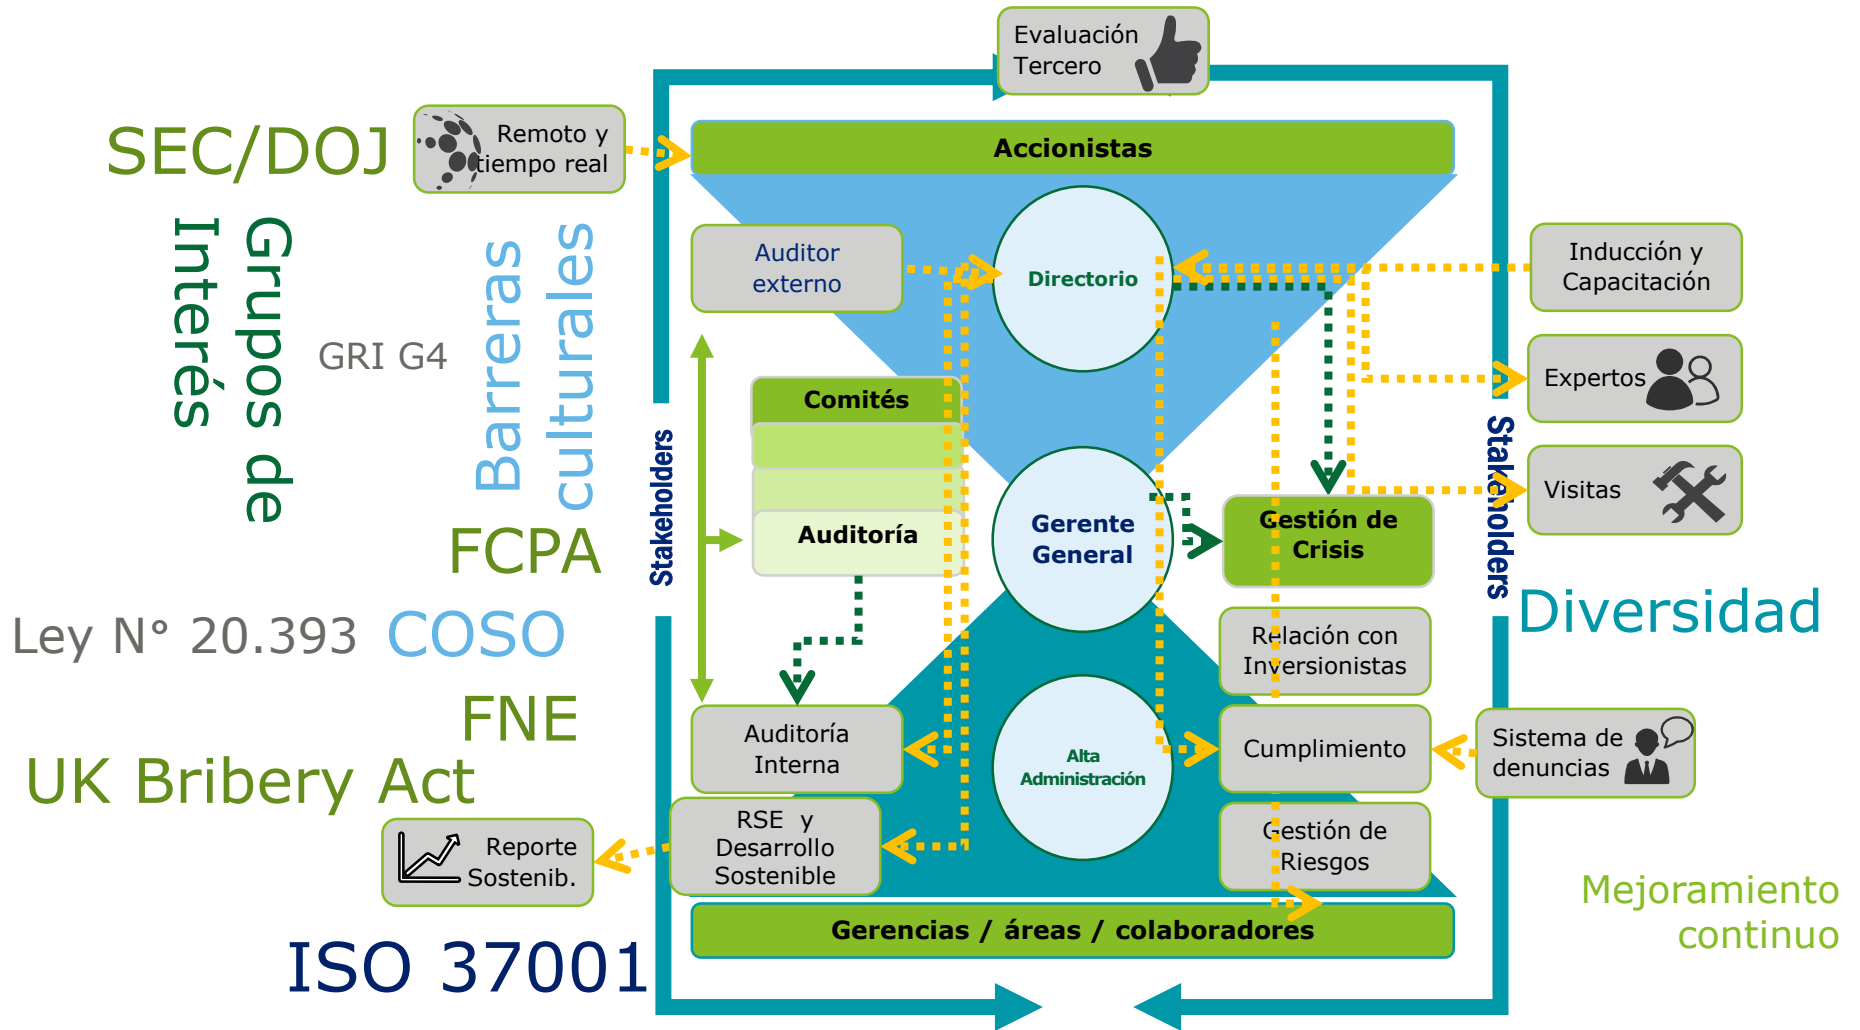 Evaluación
Tercero
SEC/DOJ
Remoto y
tiempo real
Accionistas
Grupos de
Interés
GRI G4
Barreras
culturales
Auditor
externo
Directorio
Inducción y
Capacitación
Expertos
Visitas
Comités
Auditoría
Stakeholders
Stakeholders
Gerente
General
Gestión de
Crisis
FCPA
Ley N° 20.393
COSO
Diversidad
Relación con
Inversionistas
FNE
Auditoría
Interna
Alta
Administración
Cumplimiento
Sistema de
denuncias
UK Bribery Act
Reporte
Sostenib.
RSE y
Desarrollo
Sostenible
Gestión de
Riesgos
Gerencias / áreas / colaboradores
Mejoramiento
continuo
ISO 37001